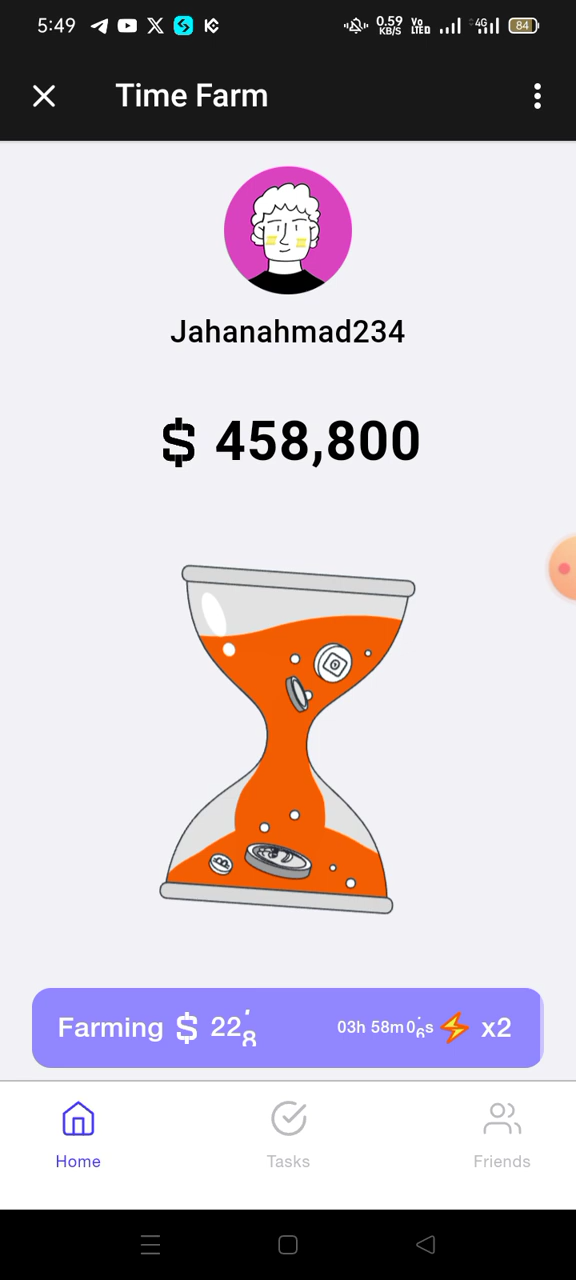 5:49
0.59 KB/S
Vo LTED
4G
84
Time Farm
Jahanahmad234
$ 458,800
Farming $ 22
03h 58m
x2
Home
Tasks
Friends